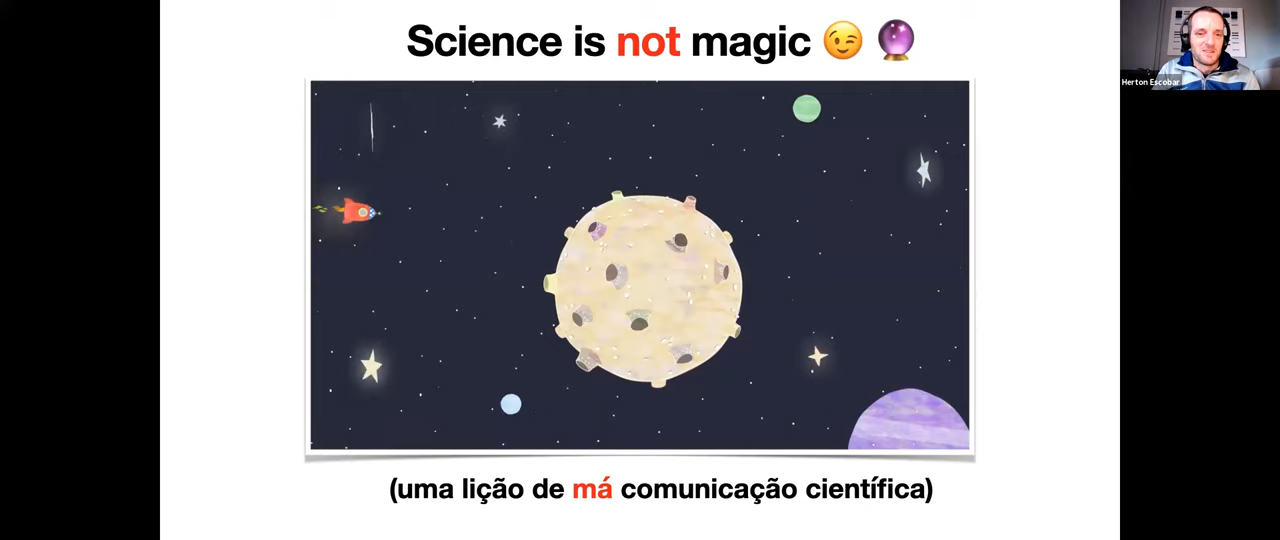 Science is not magic 😉 🔮
Herton Escobar
(uma lição de má comunicação científica)